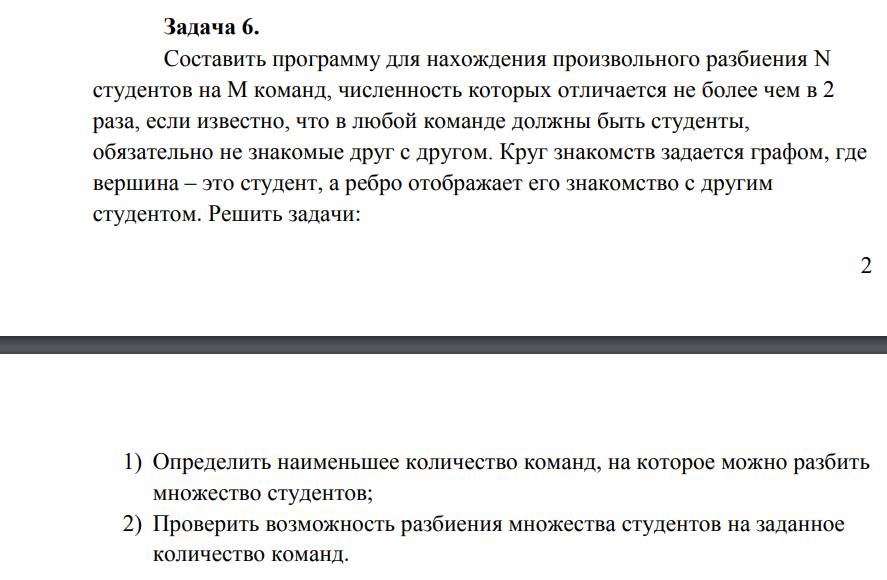 Задача 6.
Составить программу для нахождения произвольного разбиения N
студентов на М команд, численность которых отличается не более чем в 2
раза, если известно, что в любой команде должны быть студенты,
обязательно не знакомые друг с другом. Круг знакомств задается графом, где
вершина – это студент, а ребро отображает его знакомство с другим
студентом. Решить задачи:
2
1) Определить наименьшее количество команд, на которое можно разбить
множество студентов;
2) Проверить возможность разбиения множества студентов на заданное
количество команд.